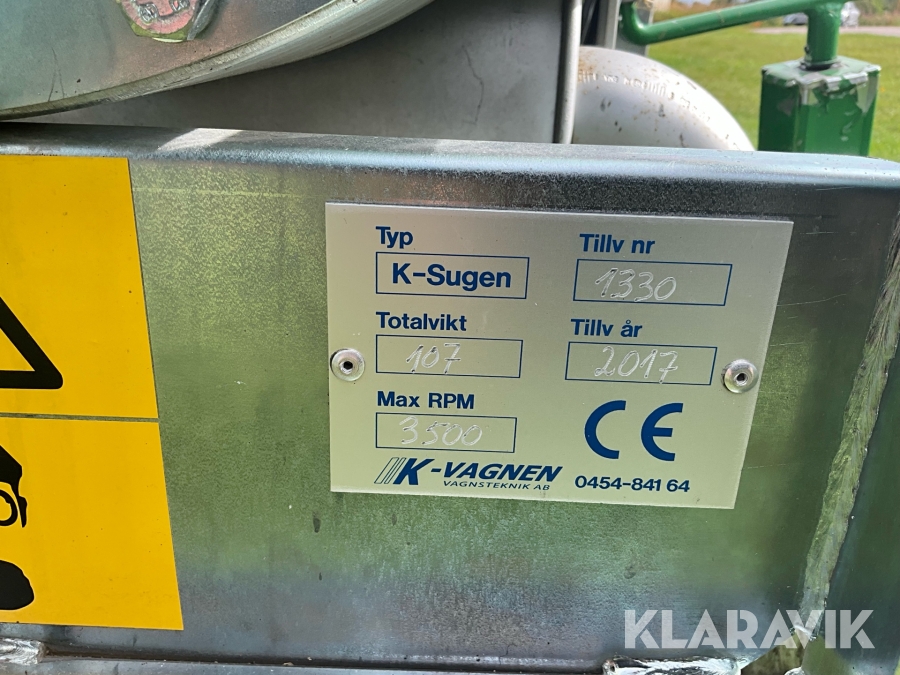 Typ
K-Sugen
Tillv nr
1330
Totalvikt
107
Tillv år
2017
Max RPM
3500
CE
K-VAGNEN
VAGNSTEKNIK AB
0454-841 64
KLARAVIK